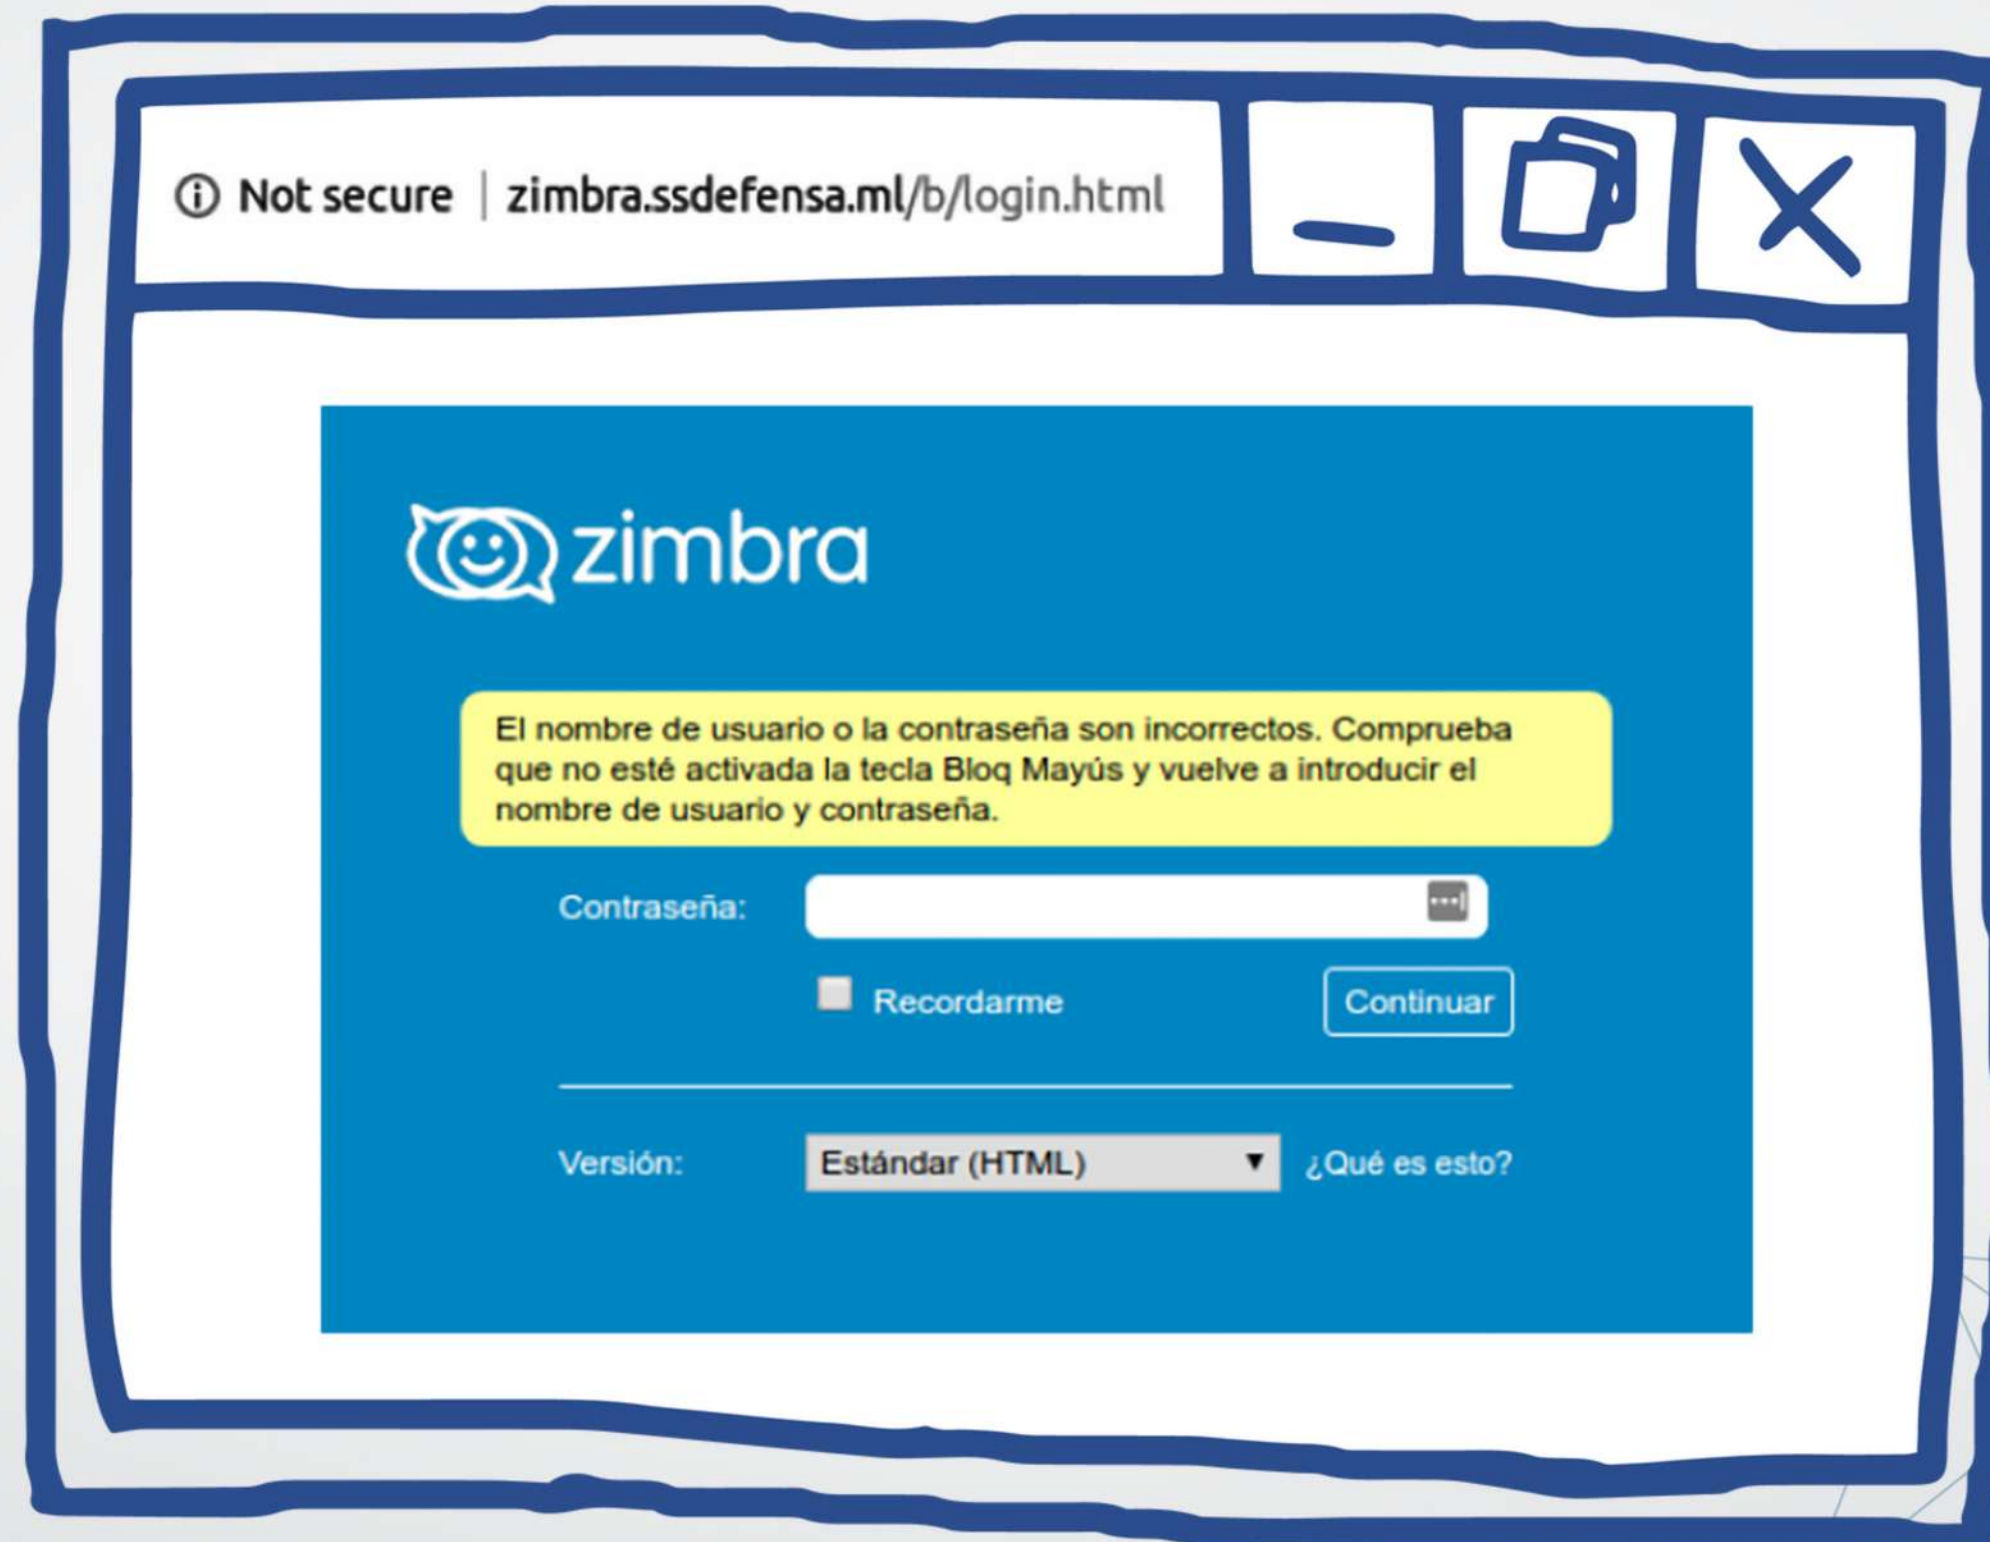 Not secure | zimbra.ssdefensa.ml/b/login.html
zimbra
El nombre de usuario o la contraseña son incorrectos. Comprueba
que no esté activada la tecla Bloq Mayús y vuelve a introducir el
nombre de usuario y contraseña.
Contraseña:
Recordarme Continuar
Versión: Estándar (HTML) ¿Qué es esto?